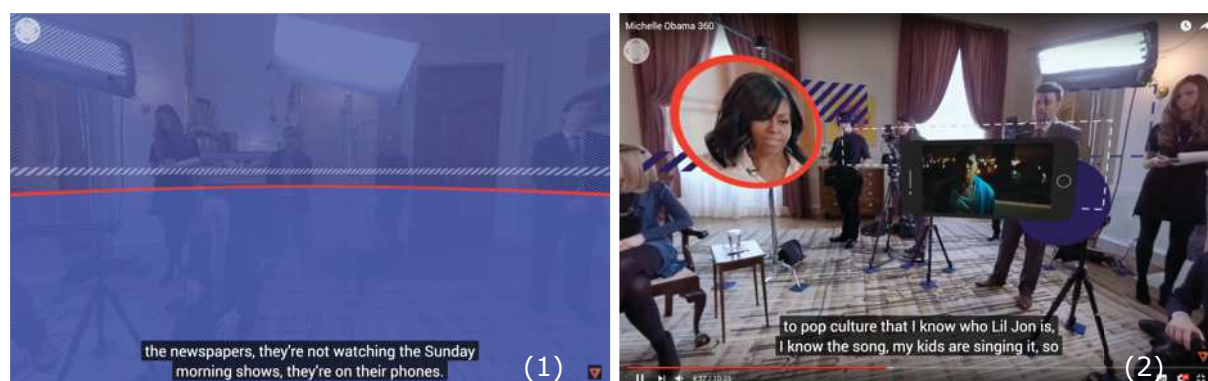 the newspapers, they're not watching the Sunday
morning shows, they're on their phones.
(1)
Michelle Obama 360
to pop culture that I know who Lil Jon is,
I know the song, my kids are singing it, so
(2)